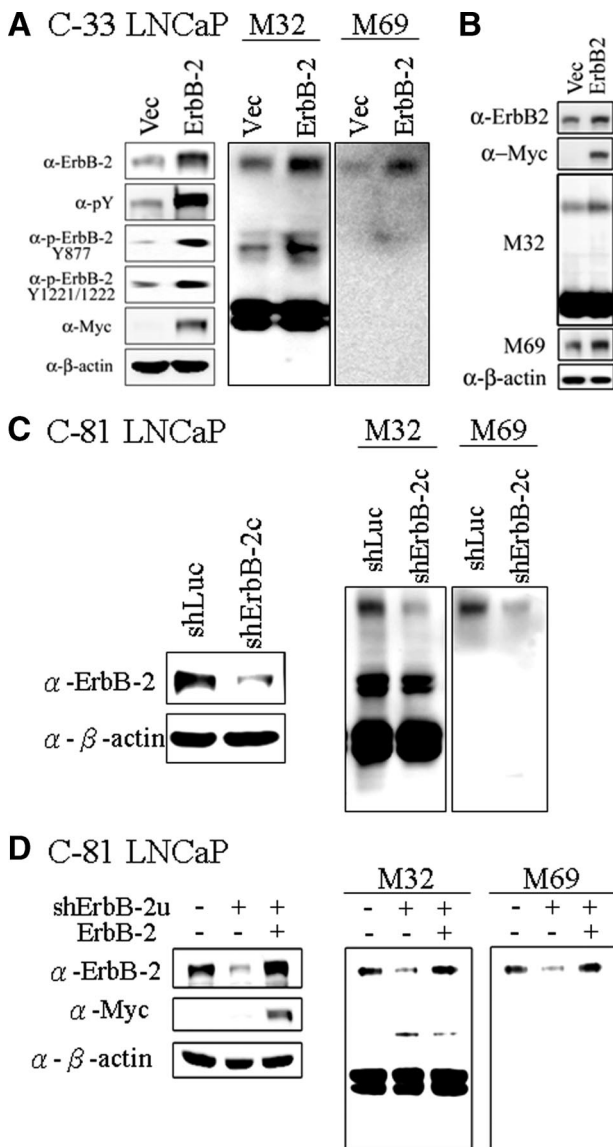 A C-33 LNCaP
M32 M69
Vec ErbB-2 Vec ErbB-2 Vec ErbB-2
α-ErbB-2
α-pY
α-p-ErbB-2
Y877
α-p-ErbB-2
Y1221/1222
α-Myc
α-β-actin
B
Vec ErbB2
α-ErbB2
α-Myc
M32
M69
α-β-actin
C C-81 LNCaP
M32 M69
shLuc shErbB-2c shLuc shErbB-2c shLuc shErbB-2c
α-ErbB-2
α-β-actin
D C-81 LNCaP
M32 M69
shErbB-2u - + + - + + - + +
ErbB-2 - - + - - + - - +
α-ErbB-2
α-Myc
α-β-actin